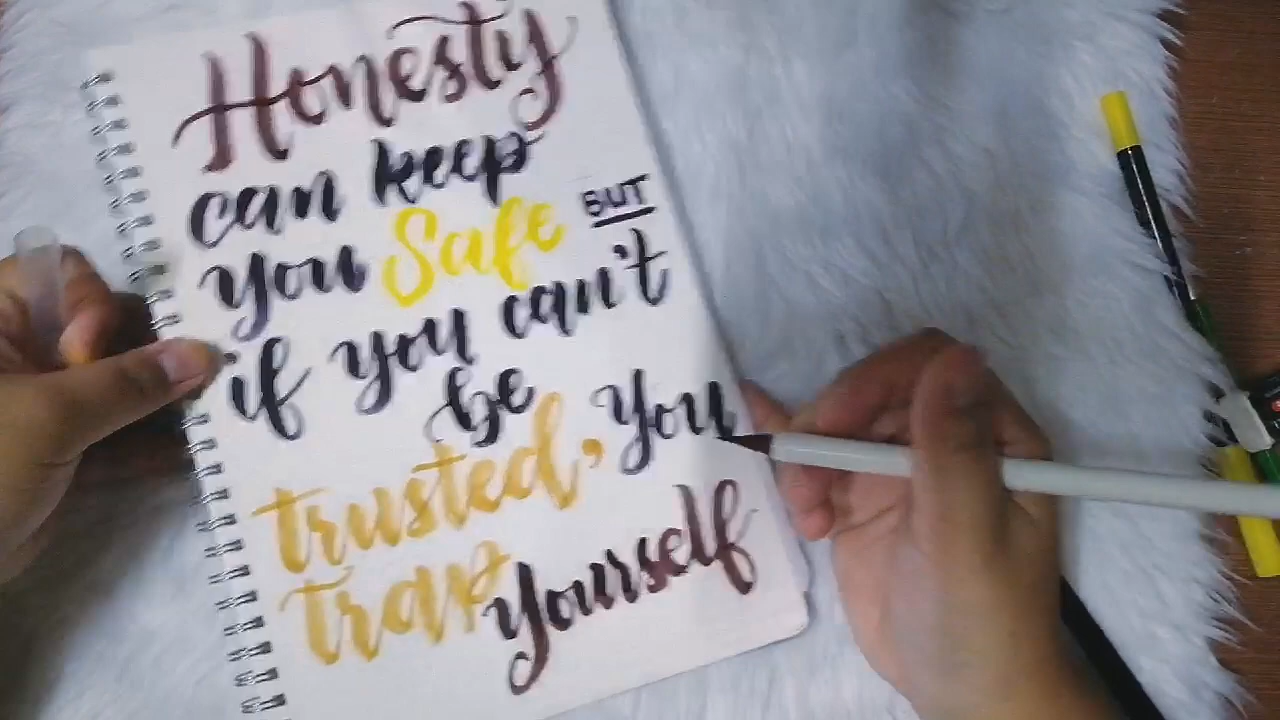 Honesty
can keep
you Safe BUT
if you can't
be
trusted, You
trap yourself